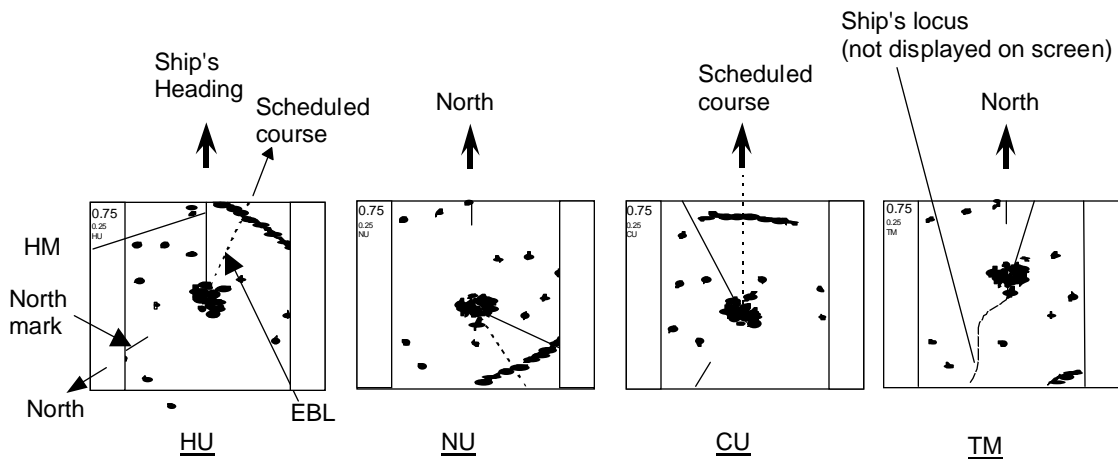 Ship's locus
(not displayed on screen)
Ship's
Heading
Scheduled
course
North
Scheduled
course
North
0.75
0.25
HU
0.75
0.25
NU
0.75
0.25
CU
0.75
0.25
TM
HM
North
mark
North
EBL
HU
NU
CU
TM